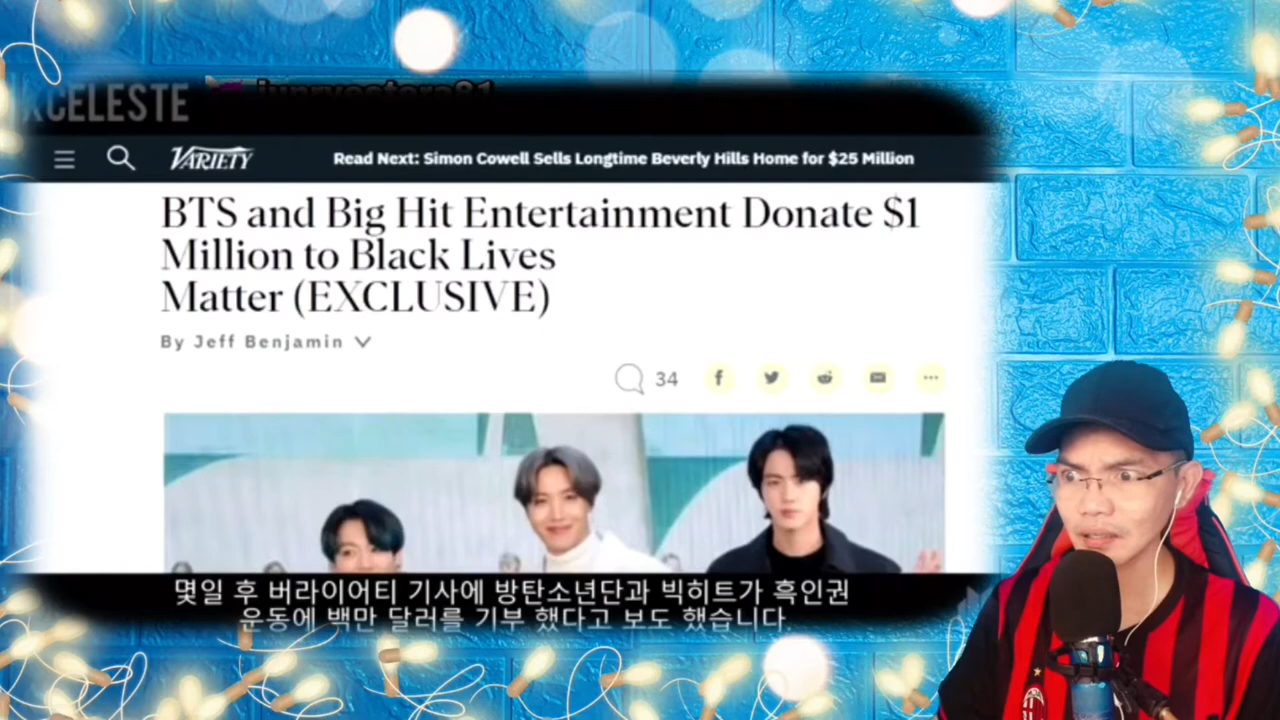 XCELESTE
junryestora81
VARIETY
Read Next: Simon Cowell Sells Longtime Beverly Hills Home for $25 Million
BTS and Big Hit Entertainment Donate $1
Million to Black Lives
Matter (EXCLUSIVE)
By Jeff Benjamin
34
몇일 후 버라이어티 기사에 방탄소년단과 빅히트가 흑인권
운동에 백만 달러를 기부 했다고 보도 했습니다.